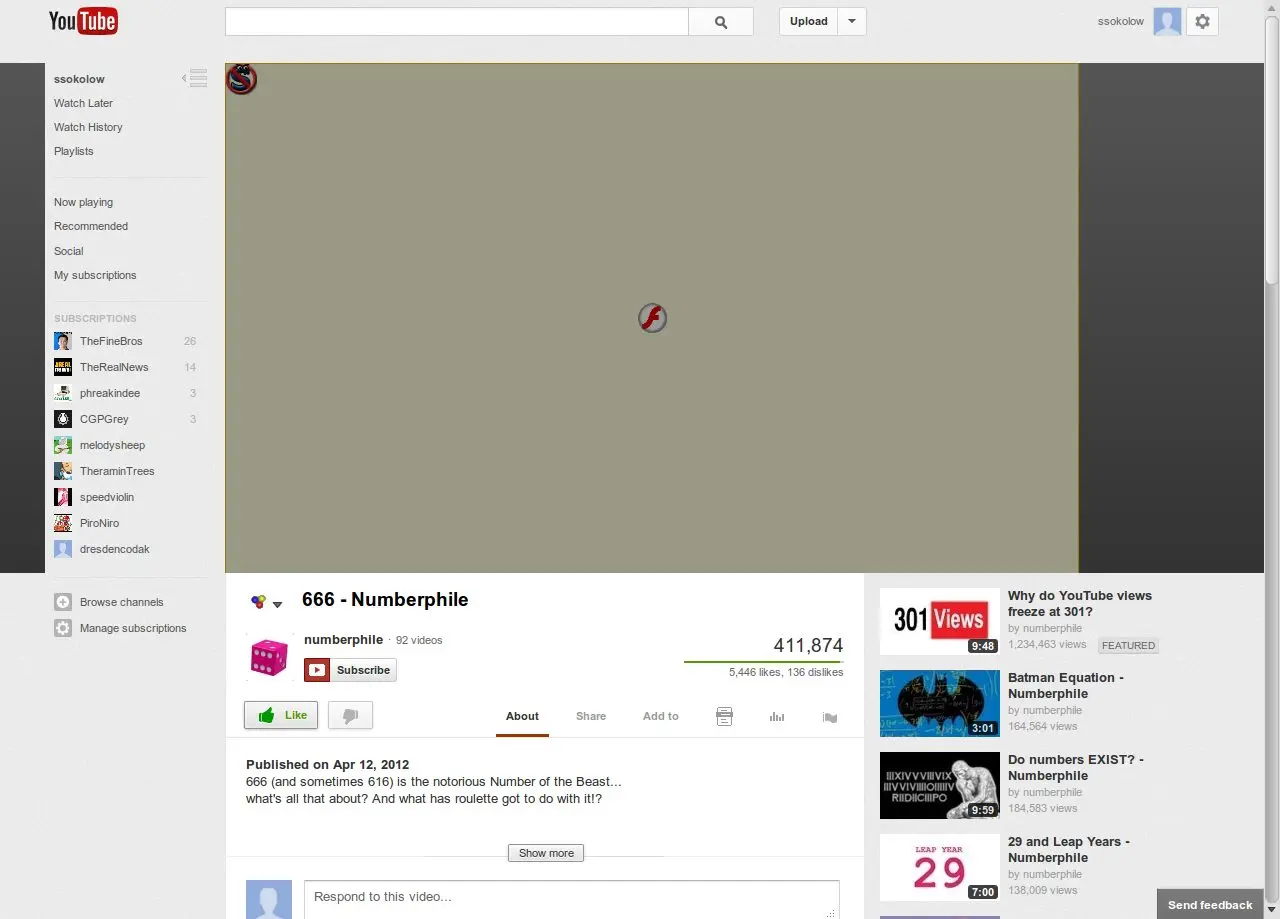 YouTube
Upload
ssokolow
ssokolow
Watch Later
Watch History
Playlists
Now playing
Recommended
Social
My subscriptions
SUBSCRIPTIONS
TheFineBros 26
TheRealNews 14
phreakindee 3
CGPGrey 3
melodysheep
TheraminTrees
speedviolin
PiroNiro
dresdencodak
Browse channels
Manage subscriptions
666 - Numberphile
numberphile · 92 videos
Subscribe
411,874
5,446 likes, 136 dislikes
Like
About
Share
Add to
Published on Apr 12, 2012
666 (and sometimes 616) is the notorious Number of the Beast...
what's all that about? And what has roulette got to do with it!?
Show more
Respond to this video...
301 Views
9:48
Why do YouTube views
freeze at 301?
by numberphile
1,234,463 views FEATURED
3:01
Batman Equation -
Numberphile
by numberphile
164,564 views
9:59
Do numbers EXIST? -
Numberphile
by numberphile
184,583 views
LEAP YEAR
29
7:00
29 and Leap Years -
Numberphile
by numberphile
138,009 views
Send feedback